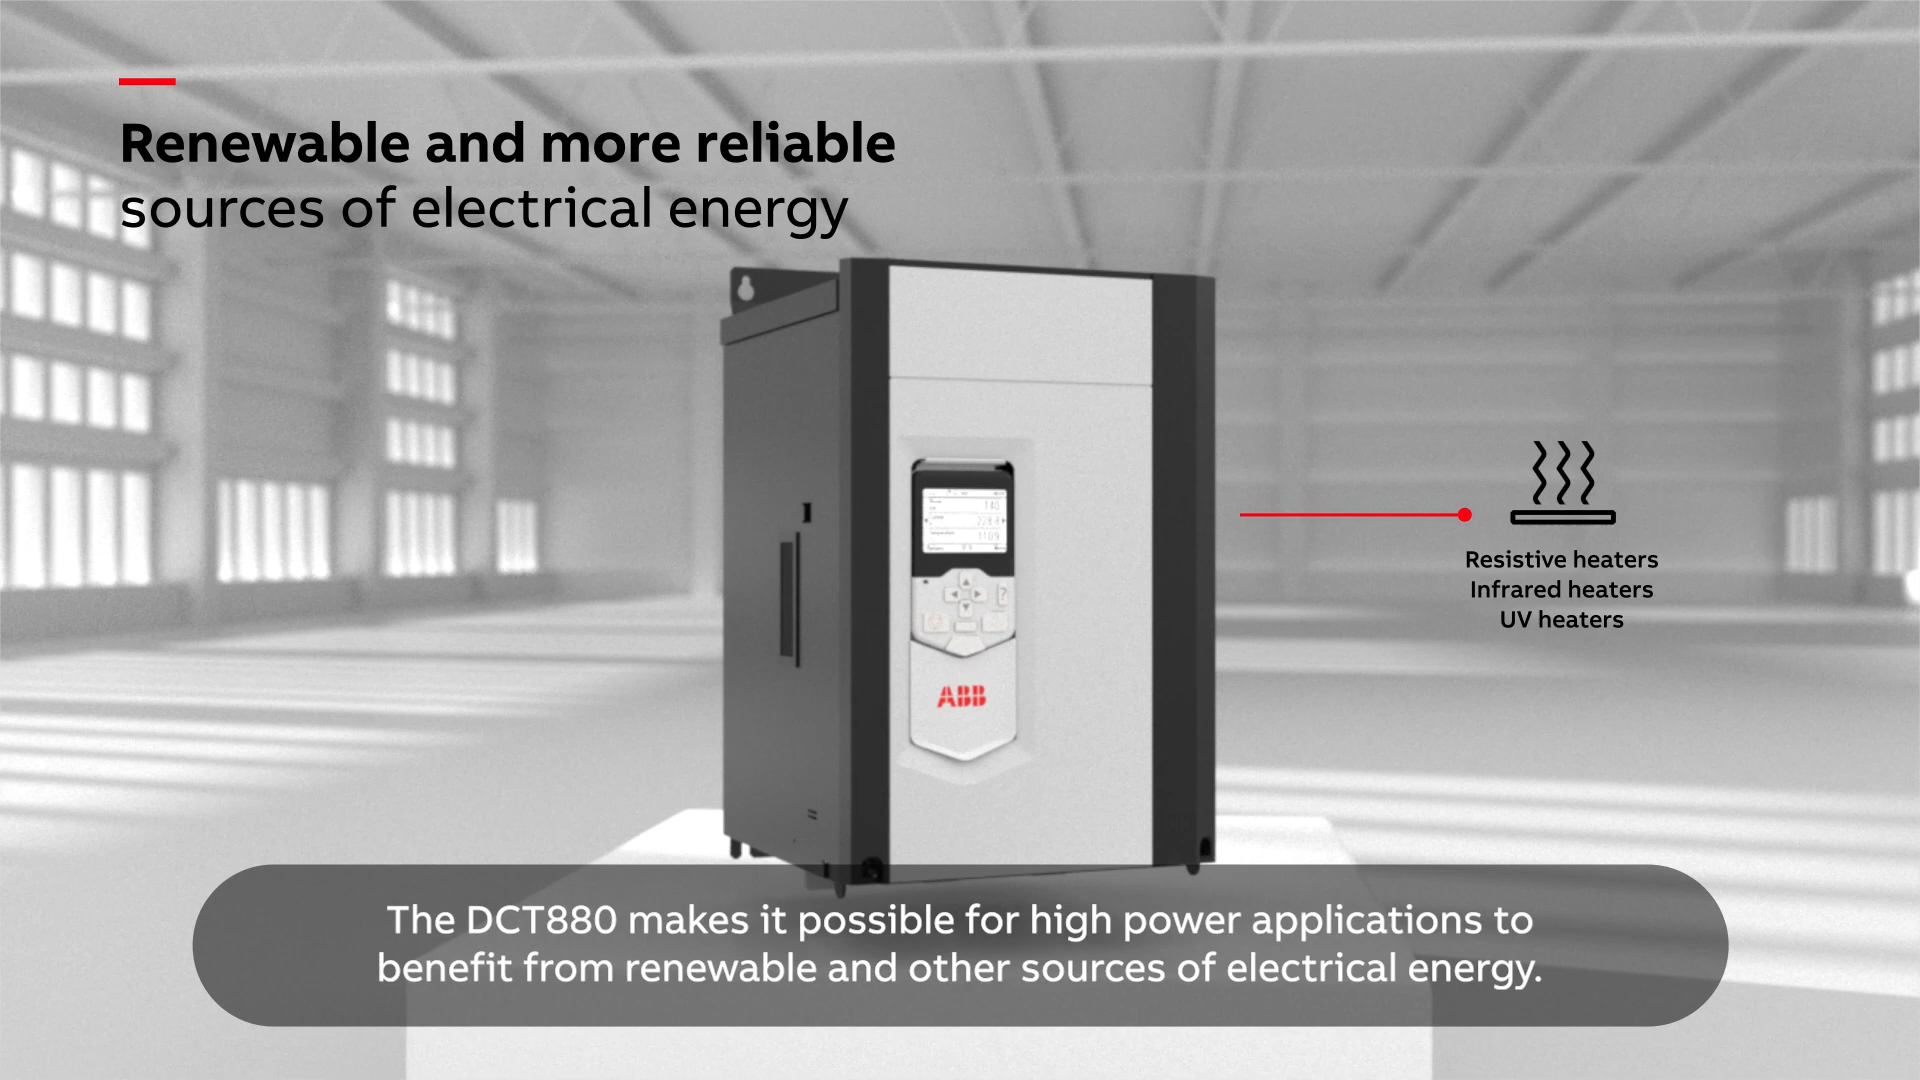 Renewable and more reliable
sources of electrical energy
Resistive heaters
Infrared heaters
UV heaters
?
ABB
The DCT880 makes it possible for high power applications to
benefit from renewable and other sources of electrical energy.